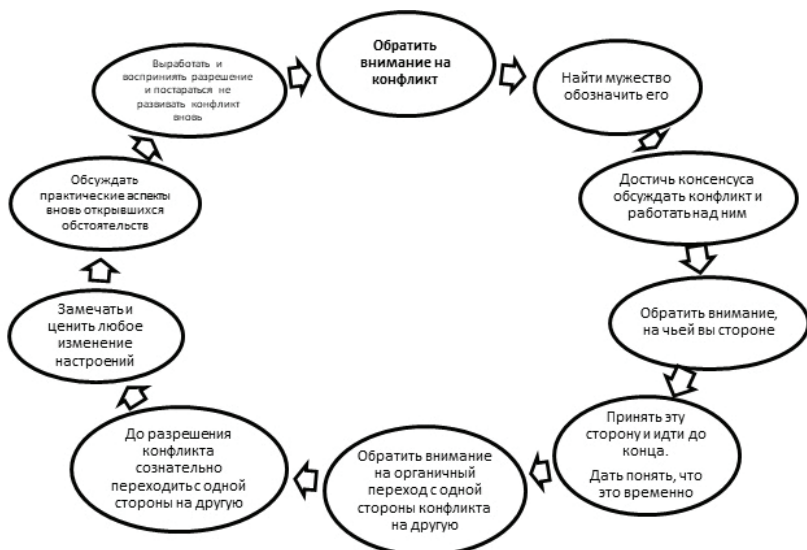 Обратить
внимание на
конфликт
Найти мужество
обозначить его
Достичь консенсуса
обсуждать конфликт и
работать над ним
Обратить внимание,
на чьей вы стороне
Принять эту
сторону и идти до
конца.
Дать понять, что
это временно
Обратить внимание
на органичный
переход с одной
стороны конфликта
на другую
До разрешения
конфликта
сознательно
переходить с одной
стороны на другую
Замечать и
ценить любое
изменение
настроений
Обсуждать
практические аспекты
вновь открывшихся
обстоятельств
Выработать и
восприниять разрешение
и постараться не
развивать конфликт
вновь